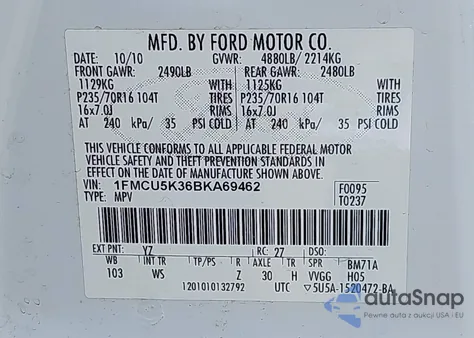 MFD. BY FORD MOTOR CO.
DATE: 10/10 GVWR: 4880LB/ 2214KG
FRONT GAWR: 2490LB REAR GAWR: 2480LB
1129KG WITH 1125KG WITH
P235/70R16 104T TIRES P235/70R16 104T TIRES
16x7.0J RIMS 16x7.0J RIMS
AT 240 kPa/ 35 PSI COLD AT 240 kPa/ 35 PSI COLD
THIS VEHICLE CONFORMS TO ALL APPLICABLE FEDERAL MOTOR
VEHICLE SAFETY AND THEFT PREVENTION STANDARDS IN
EFFECT ON THE DATE OF MANUFACTURE SHOWN ABOVE.
VIN: 1FMCU5K36BKA69462 F0095
TYPE: MPV T0237
EXT PNT: YZ RC: 27 DSO:
WB INT TR TP/PS R AXLE TR SPR BM71A
103 WS Z 30 H VVGG H05
1201010132792 UTC ▽5U5A-1520472-BA
autoSnap
Pewne auta z aukcji w USA i EU